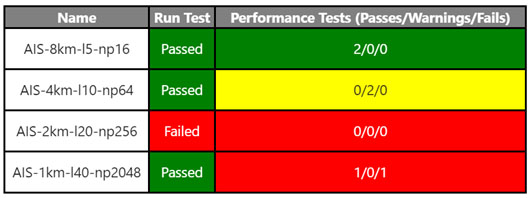 Name Run Test Performance Tests (Passes/Warnings/Fails)
AIS-8km-l5-np16 Passed 2/0/0
AIS-4km-l10-np64 Passed 0/2/0
AIS-2km-l20-np256 Failed 0/0/0
AIS-1km-l40-np2048 Passed 1/0/1